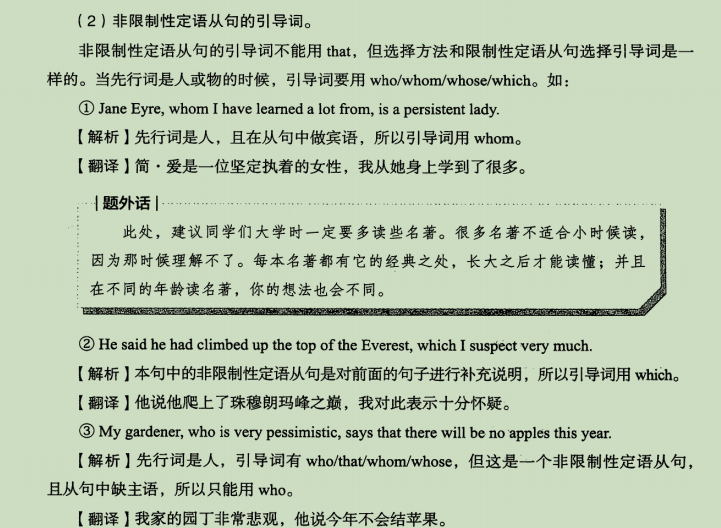 （2）非限制性定语从句的引导词。
非限制性定语从句的引导词不能用 that，但选择方法和限制性定语从句选择引导词是一
样的。当先行词是人或物的时候，引导词要用 who/whom/whose/which。如：
① Jane Eyre, whom I have learned a lot from, is a persistent lady.
【解析】先行词是人，且在从句中做宾语，所以引导词用 whom。
【翻译】简·爱是一位坚定执着的女性，我从她身上学到了很多。
题外话
此处，建议同学们大学时一定要多读些名著。很多名著不适合小时候读，
因为那时候理解不了。每本名著都有它的经典之处，长大之后才能读懂；并且
在不同的年龄读名著，你的想法也会不同。
② He said he had climbed up the top of the Everest, which I suspect very much.
【解析】本句中的非限制性定语从句是对前面的句子进行补充说明，所以引导词用 which。
【翻译】他说他爬上了珠穆朗玛峰之巅，我对此表示十分怀疑。
③ My gardener, who is very pessimistic, says that there will be no apples this year.
【解析】先行词是人，引导词有 who/that/whom/whose，但这是一个非限制性定语从句，
且从句中缺主语，所以只能用 who。
【翻译】我家的园丁非常悲观，他说今年不会结苹果。